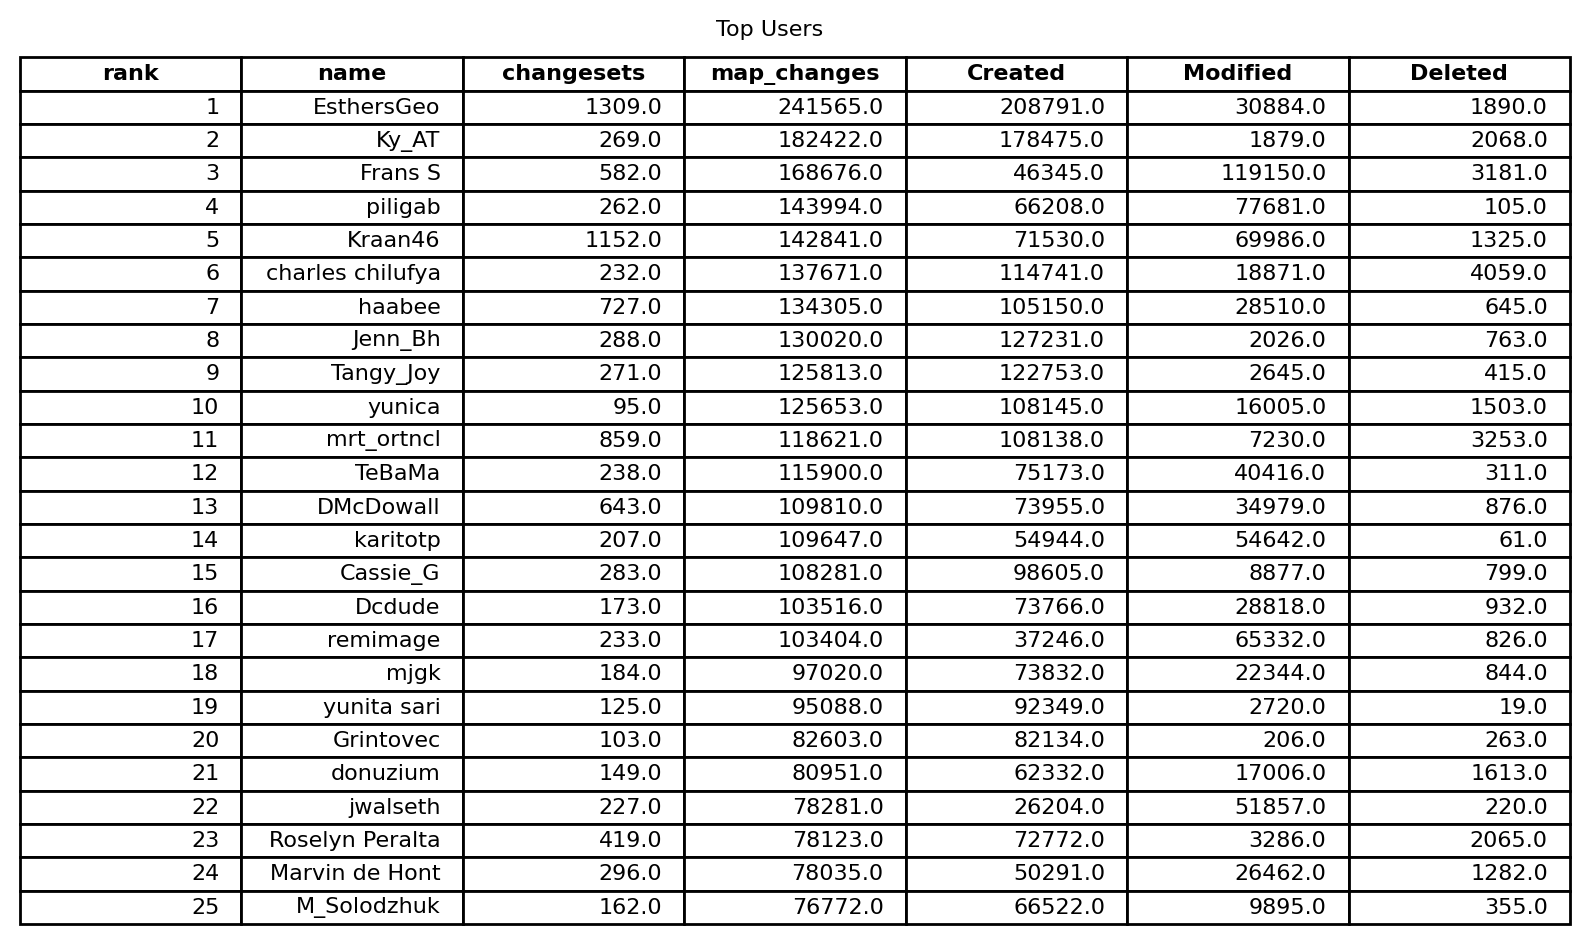 Top Users
rank name changesets map_changes Created Modified Deleted
1 EsthersGeo 1309.0 241565.0 208791.0 30884.0 1890.0
2 Ky_AT 269.0 182422.0 178475.0 1879.0 2068.0
3 Frans S 582.0 168676.0 46345.0 119150.0 3181.0
4 piligab 262.0 143994.0 66208.0 77681.0 105.0
5 Kraan46 1152.0 142841.0 71530.0 69986.0 1325.0
6 charles chilufya 232.0 137671.0 114741.0 18871.0 4059.0
7 haabee 727.0 134305.0 105150.0 28510.0 645.0
8 Jenn_Bh 288.0 130020.0 127231.0 2026.0 763.0
9 Tangy_Joy 271.0 125813.0 122753.0 2645.0 415.0
10 yunica 95.0 125653.0 108145.0 16005.0 1503.0
11 mrt_ortncl 859.0 118621.0 108138.0 7230.0 3253.0
12 TeBaMa 238.0 115900.0 75173.0 40416.0 311.0
13 DMcDowall 643.0 109810.0 73955.0 34979.0 876.0
14 karitotp 207.0 109647.0 54944.0 54642.0 61.0
15 Cassie_G 283.0 108281.0 98605.0 8877.0 799.0
16 Dcdude 173.0 103516.0 73766.0 28818.0 932.0
17 remimage 233.0 103404.0 37246.0 65332.0 826.0
18 mjgk 184.0 97020.0 73832.0 22344.0 844.0
19 yunita sari 125.0 95088.0 92349.0 2720.0 19.0
20 Grintovec 103.0 82603.0 82134.0 206.0 263.0
21 donuzium 149.0 80951.0 62332.0 17006.0 1613.0
22 jwalseth 227.0 78281.0 26204.0 51857.0 220.0
23 Roselyn Peralta 419.0 78123.0 72772.0 3286.0 2065.0
24 Marvin de Hont 296.0 78035.0 50291.0 26462.0 1282.0
25 M_Solodzhuk 162.0 76772.0 66522.0 9895.0 355.0